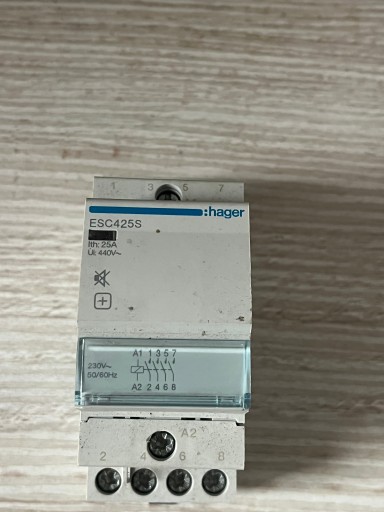 1 3 5 7
:hager
ESC425S
Ith: 25A
Ui: 440V~
A1 1 3 5 7
230V~
50/60Hz
A2 2 4 6 8
A2
2 4 6 8